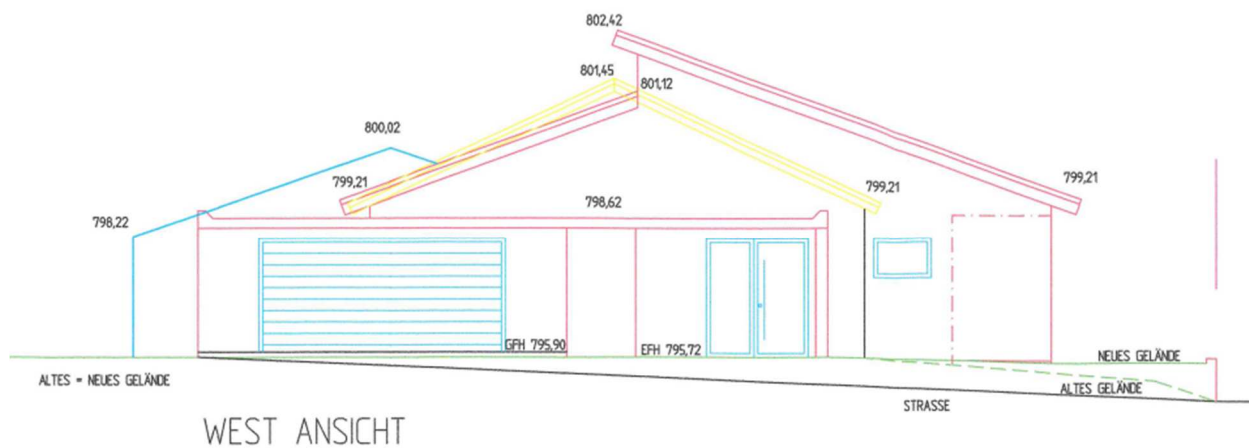 802,42
801,45
801,12
800,02
799,21
799,21
799,21
798,62
798,22
GFH 795,90
EFH 795,72
NEUES GELÄNDE
ALTES = NEUES GELÄNDE
ALTES GELÄNDE
STRASSE
WEST ANSICHT